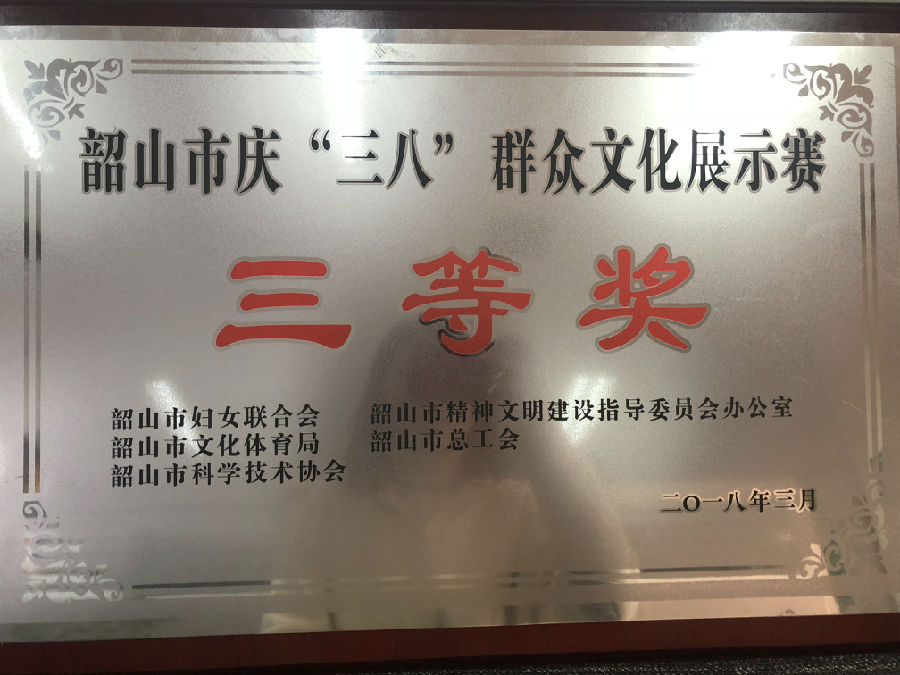 韶山市庆“三八”群众文化展示赛
三等奖
韶山市妇女联合会 韶山市精神文明建设指导委员会办公室
韶山市文化体育局 韶山市总工会
韶山市科学技术协会
二〇一八年三月